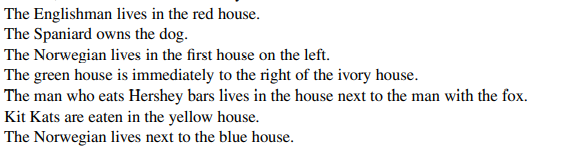 The Englishman lives in the red house.
The Spaniard owns the dog.
The Norwegian lives in the first house on the left.
The green house is immediately to the right of the ivory house.
The man who eats Hershey bars lives in the house next to the man with the fox.
Kit Kats are eaten in the yellow house.
The Norwegian lives next to the blue house.